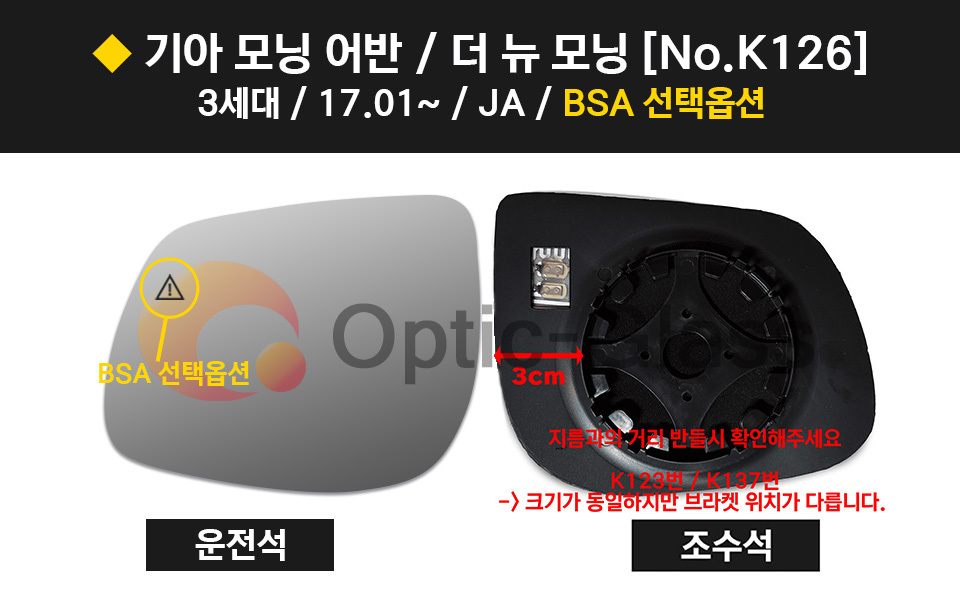 ◆ 기아 모닝 어반 / 더 뉴 모닝 [No.K126]
3세대 / 17.01~ / JA / BSA 선택옵션
BSA 선택옵션
Optic-Glass.
3cm
지름과의 거리 반들시 확인해주세요
K123번 / K137번
-> 크기가 동일하지만 브라켓 위치가 다릅니다.
운전석
조수석